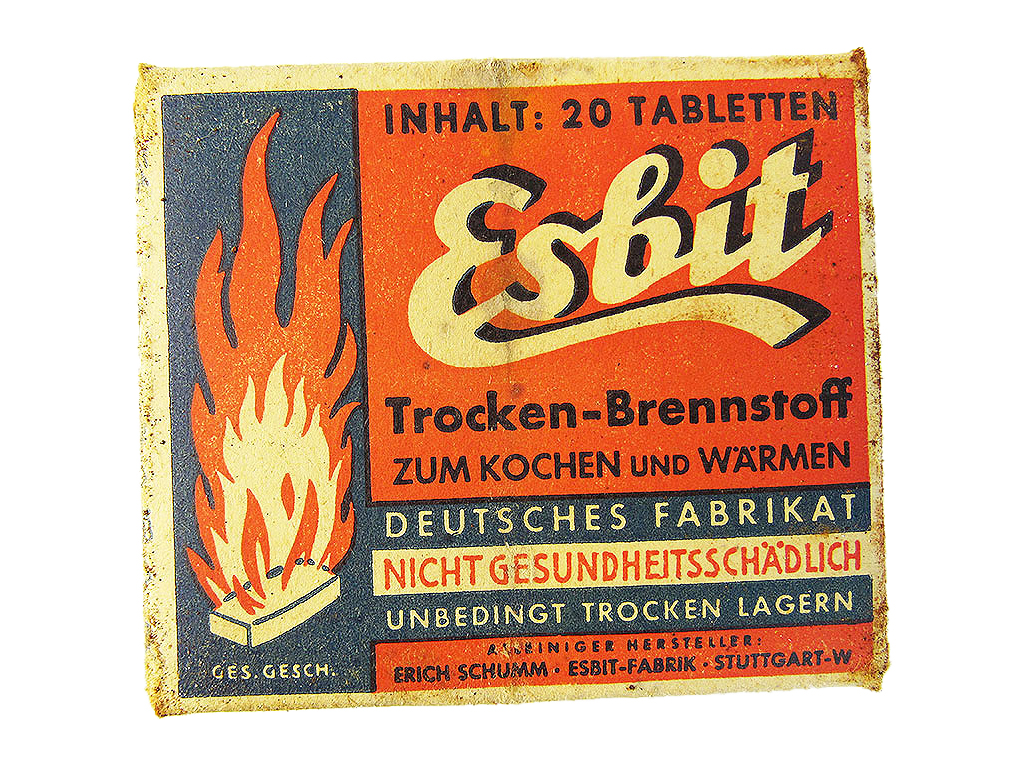 INHALT: 20 TABLETTEN
Esbit
Trocken-Brennstoff
ZUM KOCHEN UND WÄRMEN
DEUTSCHES FABRIKAT
NICHT GESUNDHEITSSCHÄDLICH
UNBEDINGT TROCKEN LAGERN
ALLEINIGER HERSTELLER:
ERICH SCHUMM · ESBIT-FABRIK · STUTTGART-W
GES. GESCH.